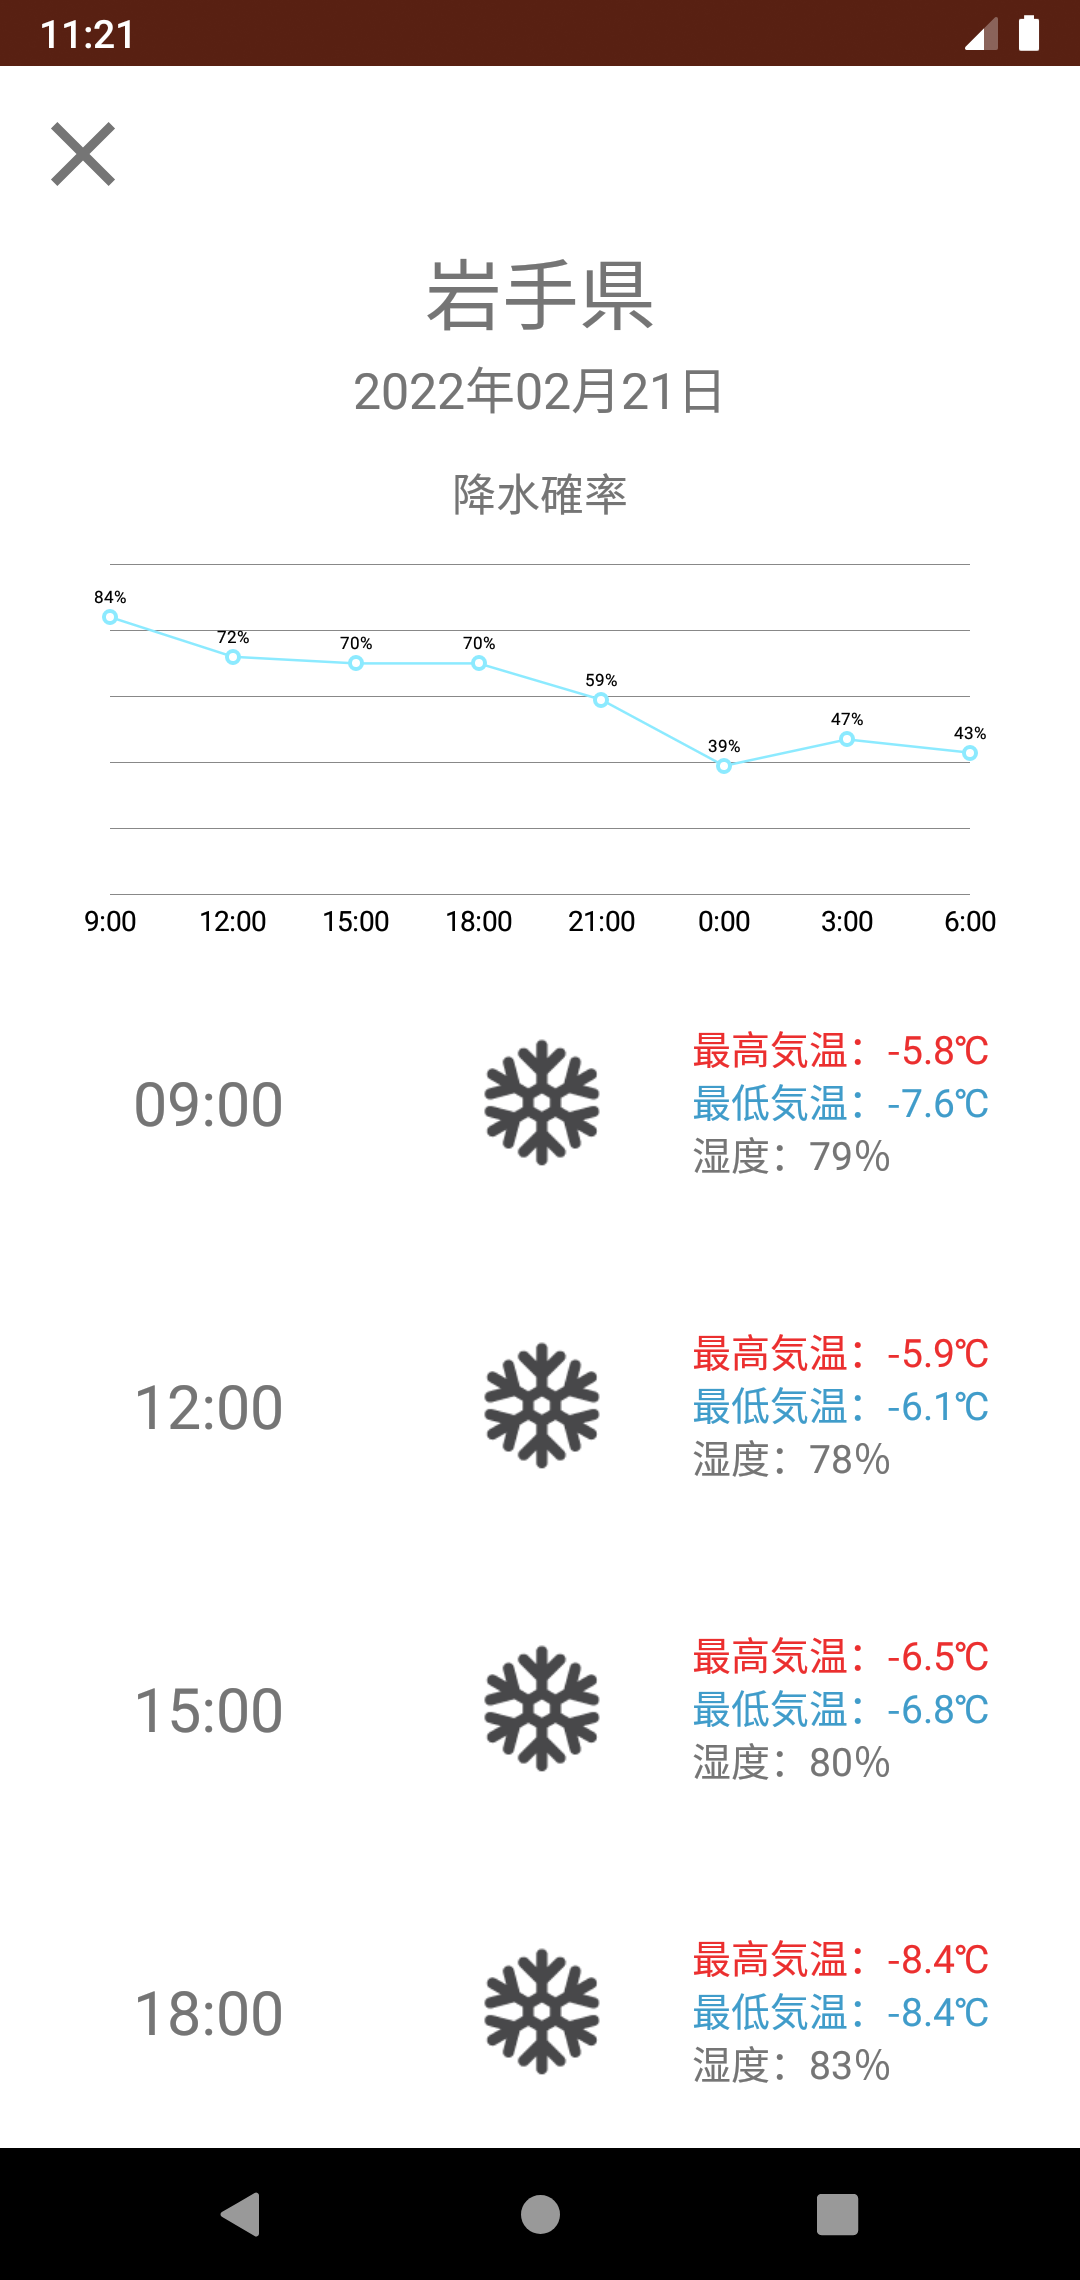 11:21
岩手県
2022年02月21日
降水確率
84%
72%
70%
70%
59%
39%
47%
43%
9:00 12:00 15:00 18:00 21:00 0:00 3:00 6:00
09:00
最高気温：-5.8℃
最低気温：-7.6℃
湿度：79%
12:00
最高気温：-5.9℃
最低気温：-6.1℃
湿度：78%
15:00
最高気温：-6.5℃
最低気温：-6.8℃
湿度：80%
18:00
最高気温：-8.4℃
最低気温：-8.4℃
湿度：83%